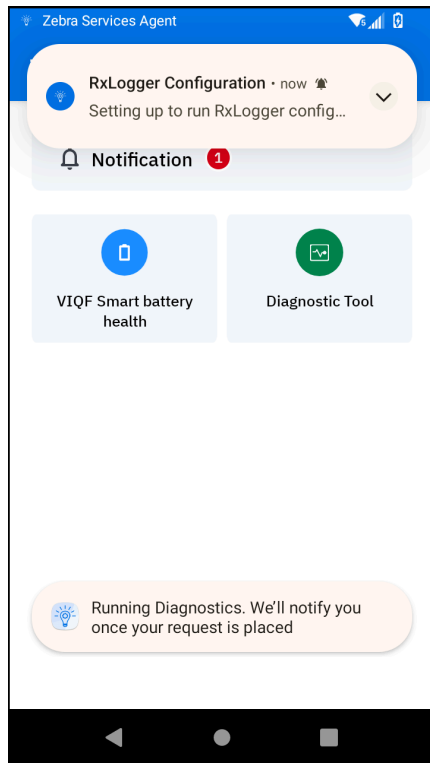 Zebra Services Agent
RxLogger Configuration • now
Setting up to run RxLogger config...
Notification 1
VIQF Smart battery
health
Diagnostic Tool
Running Diagnostics. We'll notify you
once your request is placed